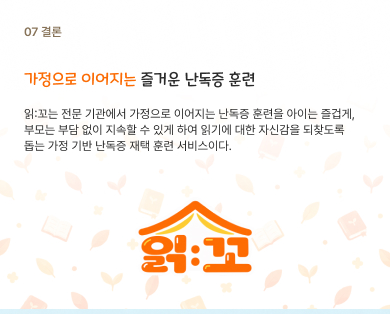 07 결론
가정으로 이어지는 즐거운 난독증 훈련
읽:꼬는 전문 기관에서 가정으로 이어지는 난독증 훈련을 아이는 즐겁게,
부모는 부담 없이 지속할 수 있게 하여 읽기에 대한 자신감을 되찾도록
돕는 가정 기반 난독증 재택 훈련 서비스이다.
읽:꼬